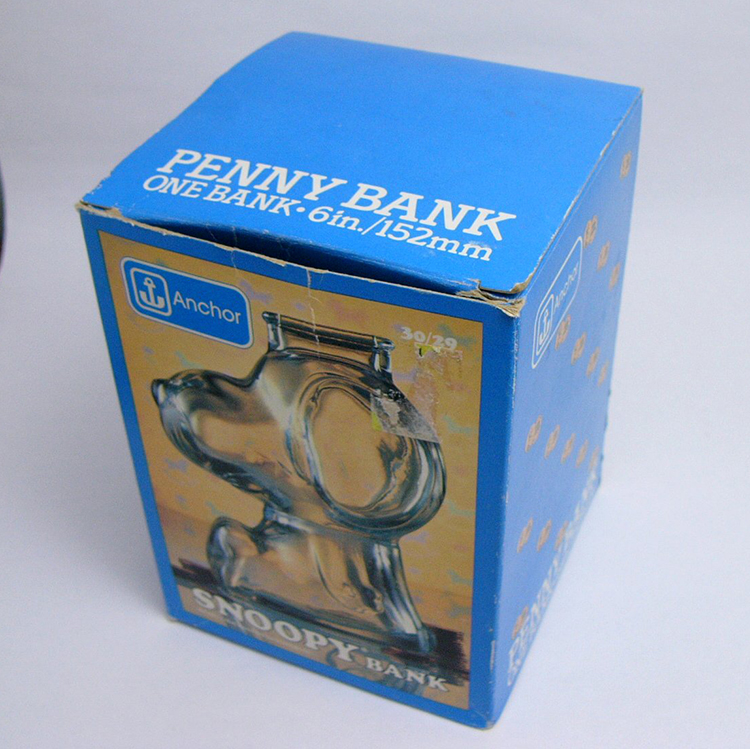 PENNY BANK
ONE BANK • 6in./152mm
Anchor
30/29
SNOOPY BANK
Anchor